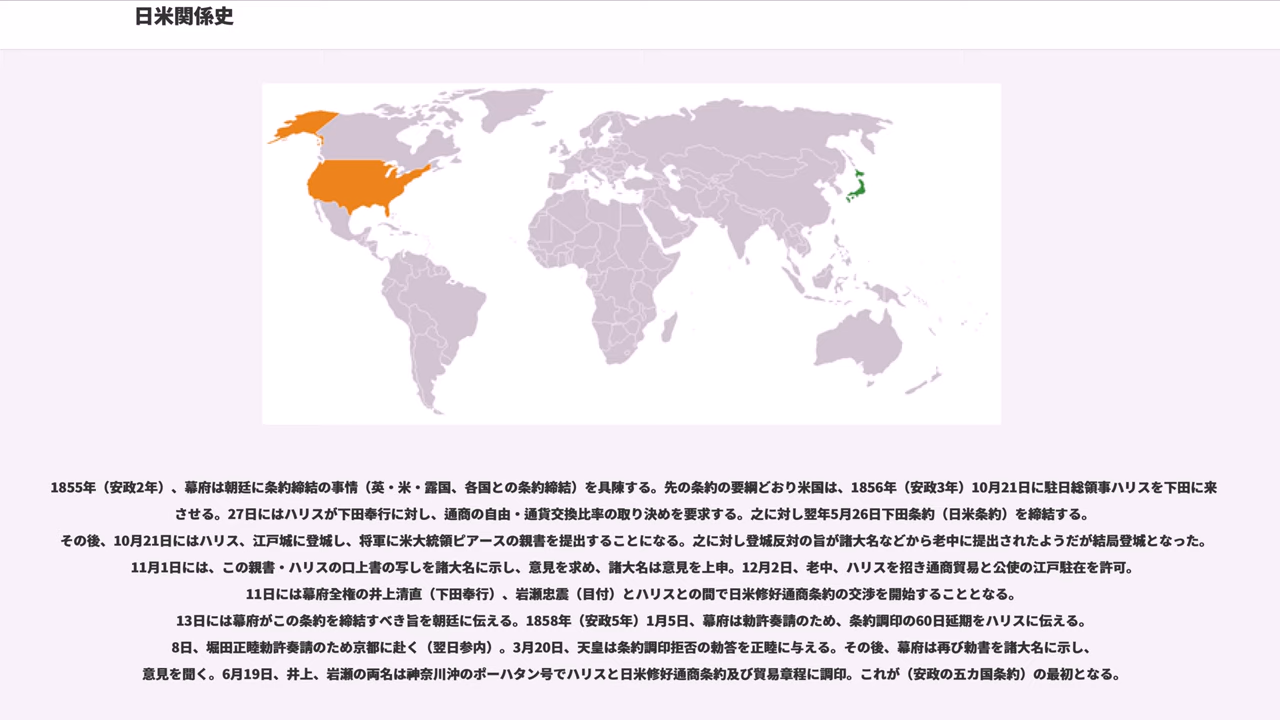 日米関係史
1855年（安政2年）、幕府は朝廷に条約締結の事情（英・米・露国、各国との条約締結）を具陳する。先の条約の要綱どおり米国は、1856年（安政3年）10月21日に駐日総領事ハリスを下田に来
させる。27日にはハリスが下田奉行に対し、通商の自由・通貨交換比率の取り決めを要求する。之に対し翌年5月26日下田条約（日米条約）を締結する。
その後、10月21日にはハリス、江戸城に登城し、将軍に米大統領ピアースの親書を提出することになる。之に対し登城反対の旨が諸大名などから老中に提出されたようだが結局登城となった。
11月1日には、この親書・ハリスの口上書の写しを諸大名に示し、意見を求め、諸大名は意見を上申。12月2日、老中、ハリスを招き通商貿易と公使の江戸駐在を許可。
11日には幕府全権の井上清直（下田奉行）、岩瀬忠震（目付）とハリスとの間で日米修好通商条約の交渉を開始することとなる。
13日には幕府がこの条約を締結すべき旨を朝廷に伝える。1858年（安政5年）1月5日、幕府は勅許奏請のため、条約調印の60日延期をハリスに伝える。
8日、堀田正睦勅許奏請のため京都に赴く（翌日参内）。3月20日、天皇は条約調印拒否の勅答を正睦に与える。その後、幕府は再び勅書を諸大名に示し、
意見を聞く。6月19日、井上、岩瀬の両名は神奈川沖のポーハタン号でハリスと日米修好通商条約及び貿易章程に調印。これが（安政の五カ国条約）の最初となる。